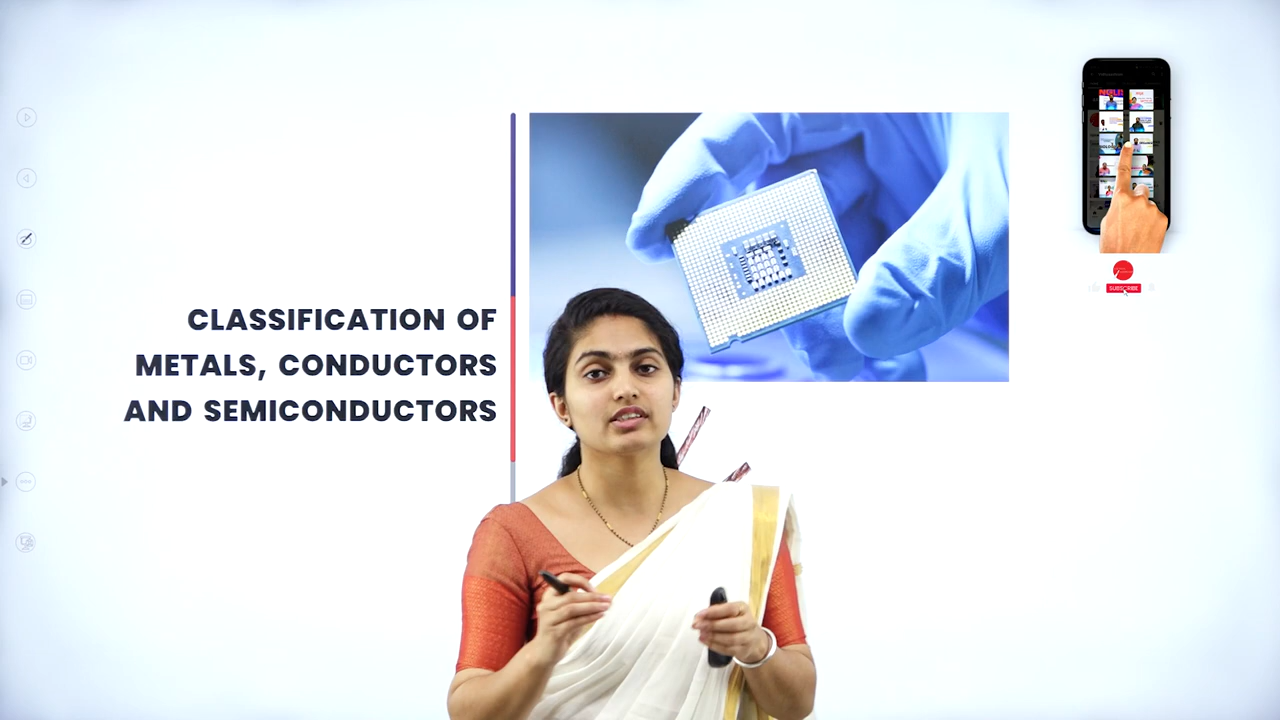 CLASSIFICATION OF
METALS, CONDUCTORS
AND SEMICONDUCTORS
SUBSCRIBE